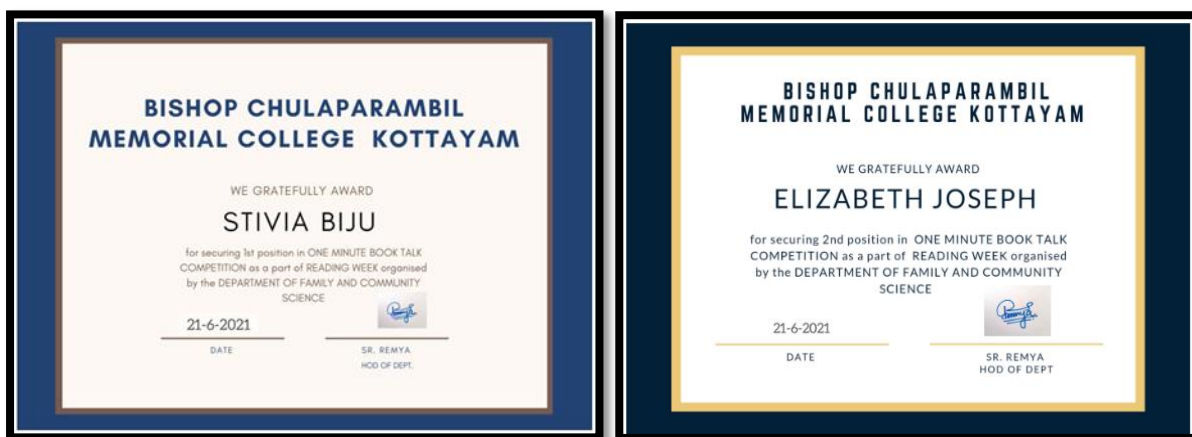 BISHOP CHULAPARAMBIL
MEMORIAL COLLEGE KOTTAYAM
WE GRATEFULLY AWARD
STIVIA BIJU
for securing 1st position in ONE MINUTE BOOK TALK
COMPETITION as a part of READING WEEK organised
by the DEPARTMENT OF FAMILY AND COMMUNITY
SCIENCE
21-6-2021
DATE
SR. REMYA
HOD OF DEPT.
BISHOP CHULAPARAMBIL
MEMORIAL COLLEGE KOTTAYAM
WE GRATEFULLY AWARD
ELIZABETH JOSEPH
for securing 2nd position in ONE MINUTE BOOK TALK
COMPETITION as a part of READING WEEK organised
by the DEPARTMENT OF FAMILY AND COMMUNITY
SCIENCE
21-6-2021
DATE
SR. REMYA
HOD OF DEPT